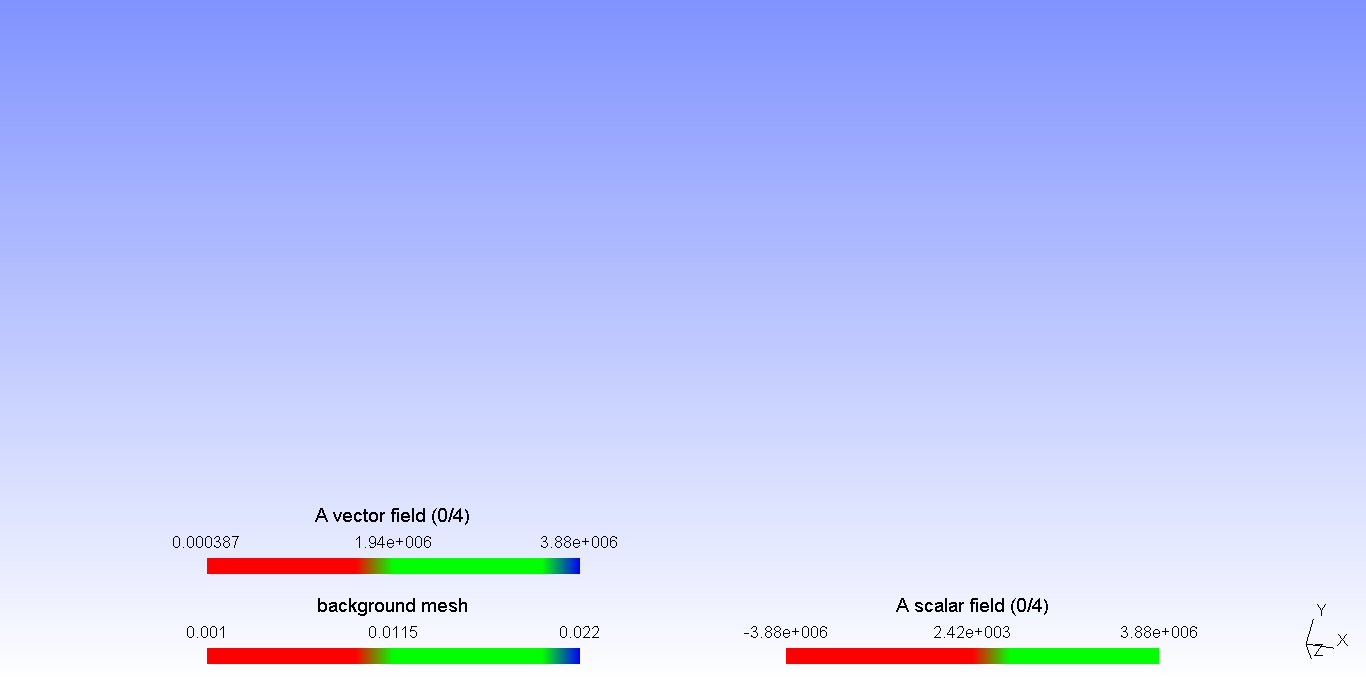 A vector field (0/4)
0.000387 1.94e+006 3.88e+006
background mesh
0.001 0.0115 0.022
A scalar field (0/4)
-3.88e+006 2.42e+003 3.88e+006
Y
X
Z